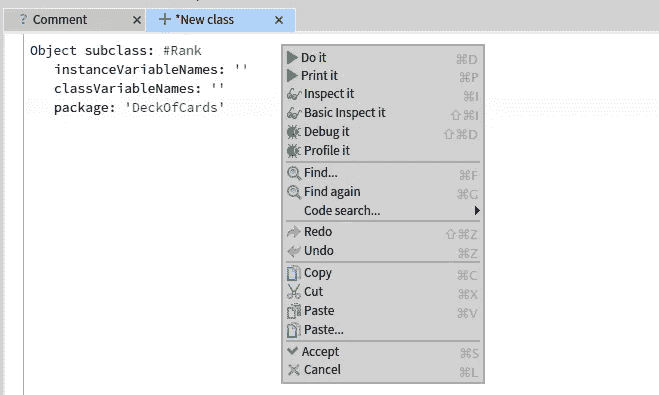 ? Comment × + *New class ×
Object subclass: #Rank
instanceVariableNames: ''
classVariableNames: ''
package: 'DeckOfCards'
Do it ⌘D
Print it ⌘P
Inspect it ⌘I
Basic Inspect it ⇧⌘I
Debug it ⇧⌘D
Profile it
Find... ⌘F
Find again ⌘G
Code search...
Redo ⇧⌘Z
Undo ⌘Z
Copy ⌘C
Cut ⌘X
Paste ⌘V
Paste...
Accept ⌘S
Cancel ⌘L